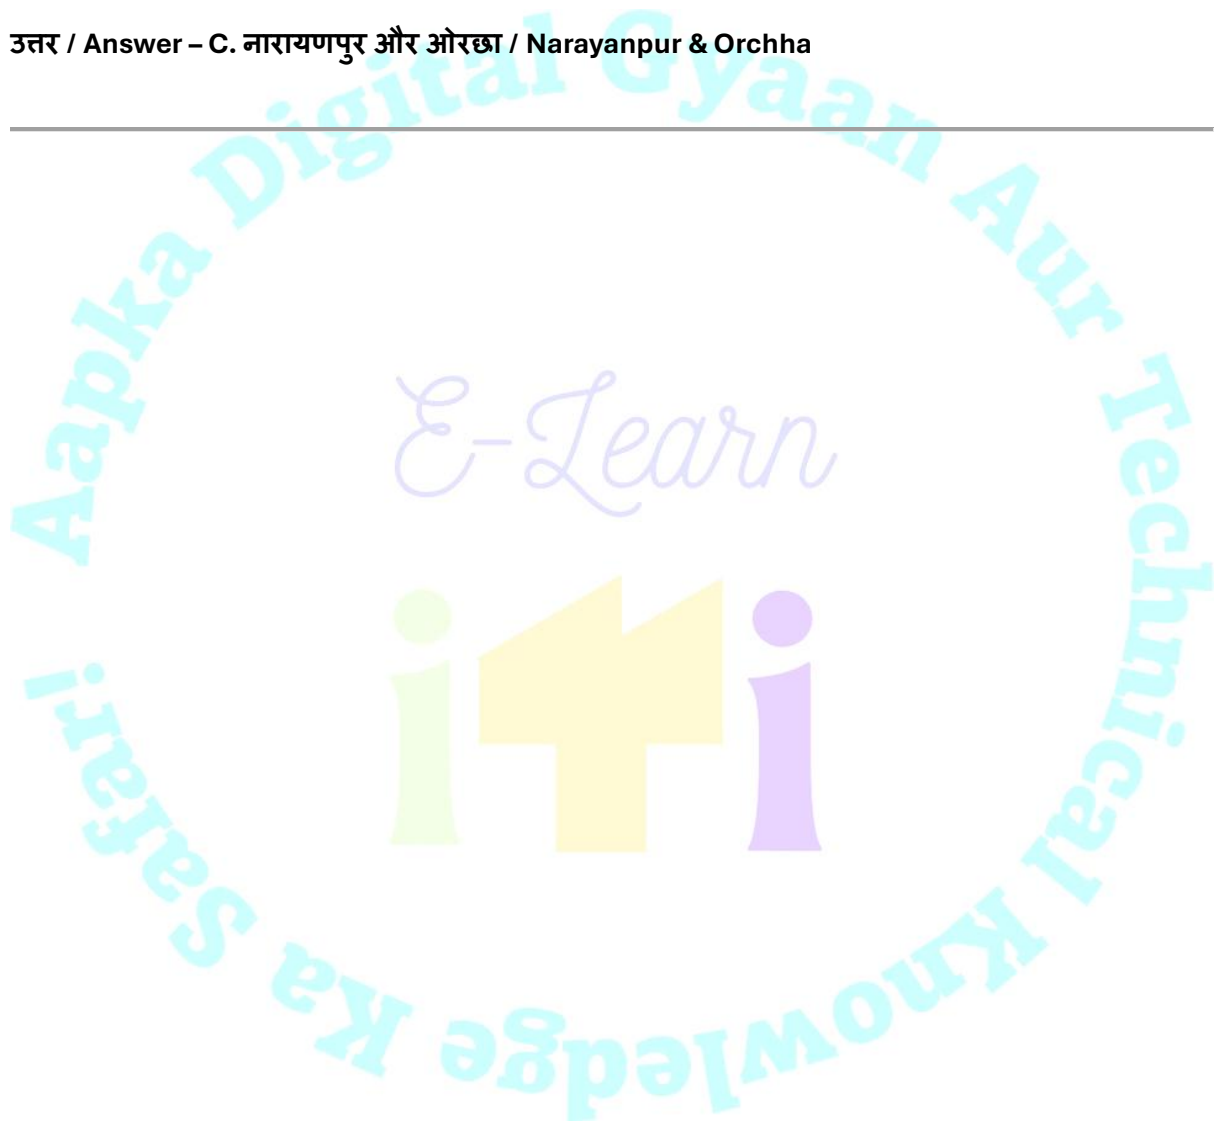 उत्तर / Answer – C. नारायणपुर और ओरछा / Narayanpur & Orchha
Aapka Digital Gyaan Aur Technical Knowledge Ka Safar!
E-Learn
iTi